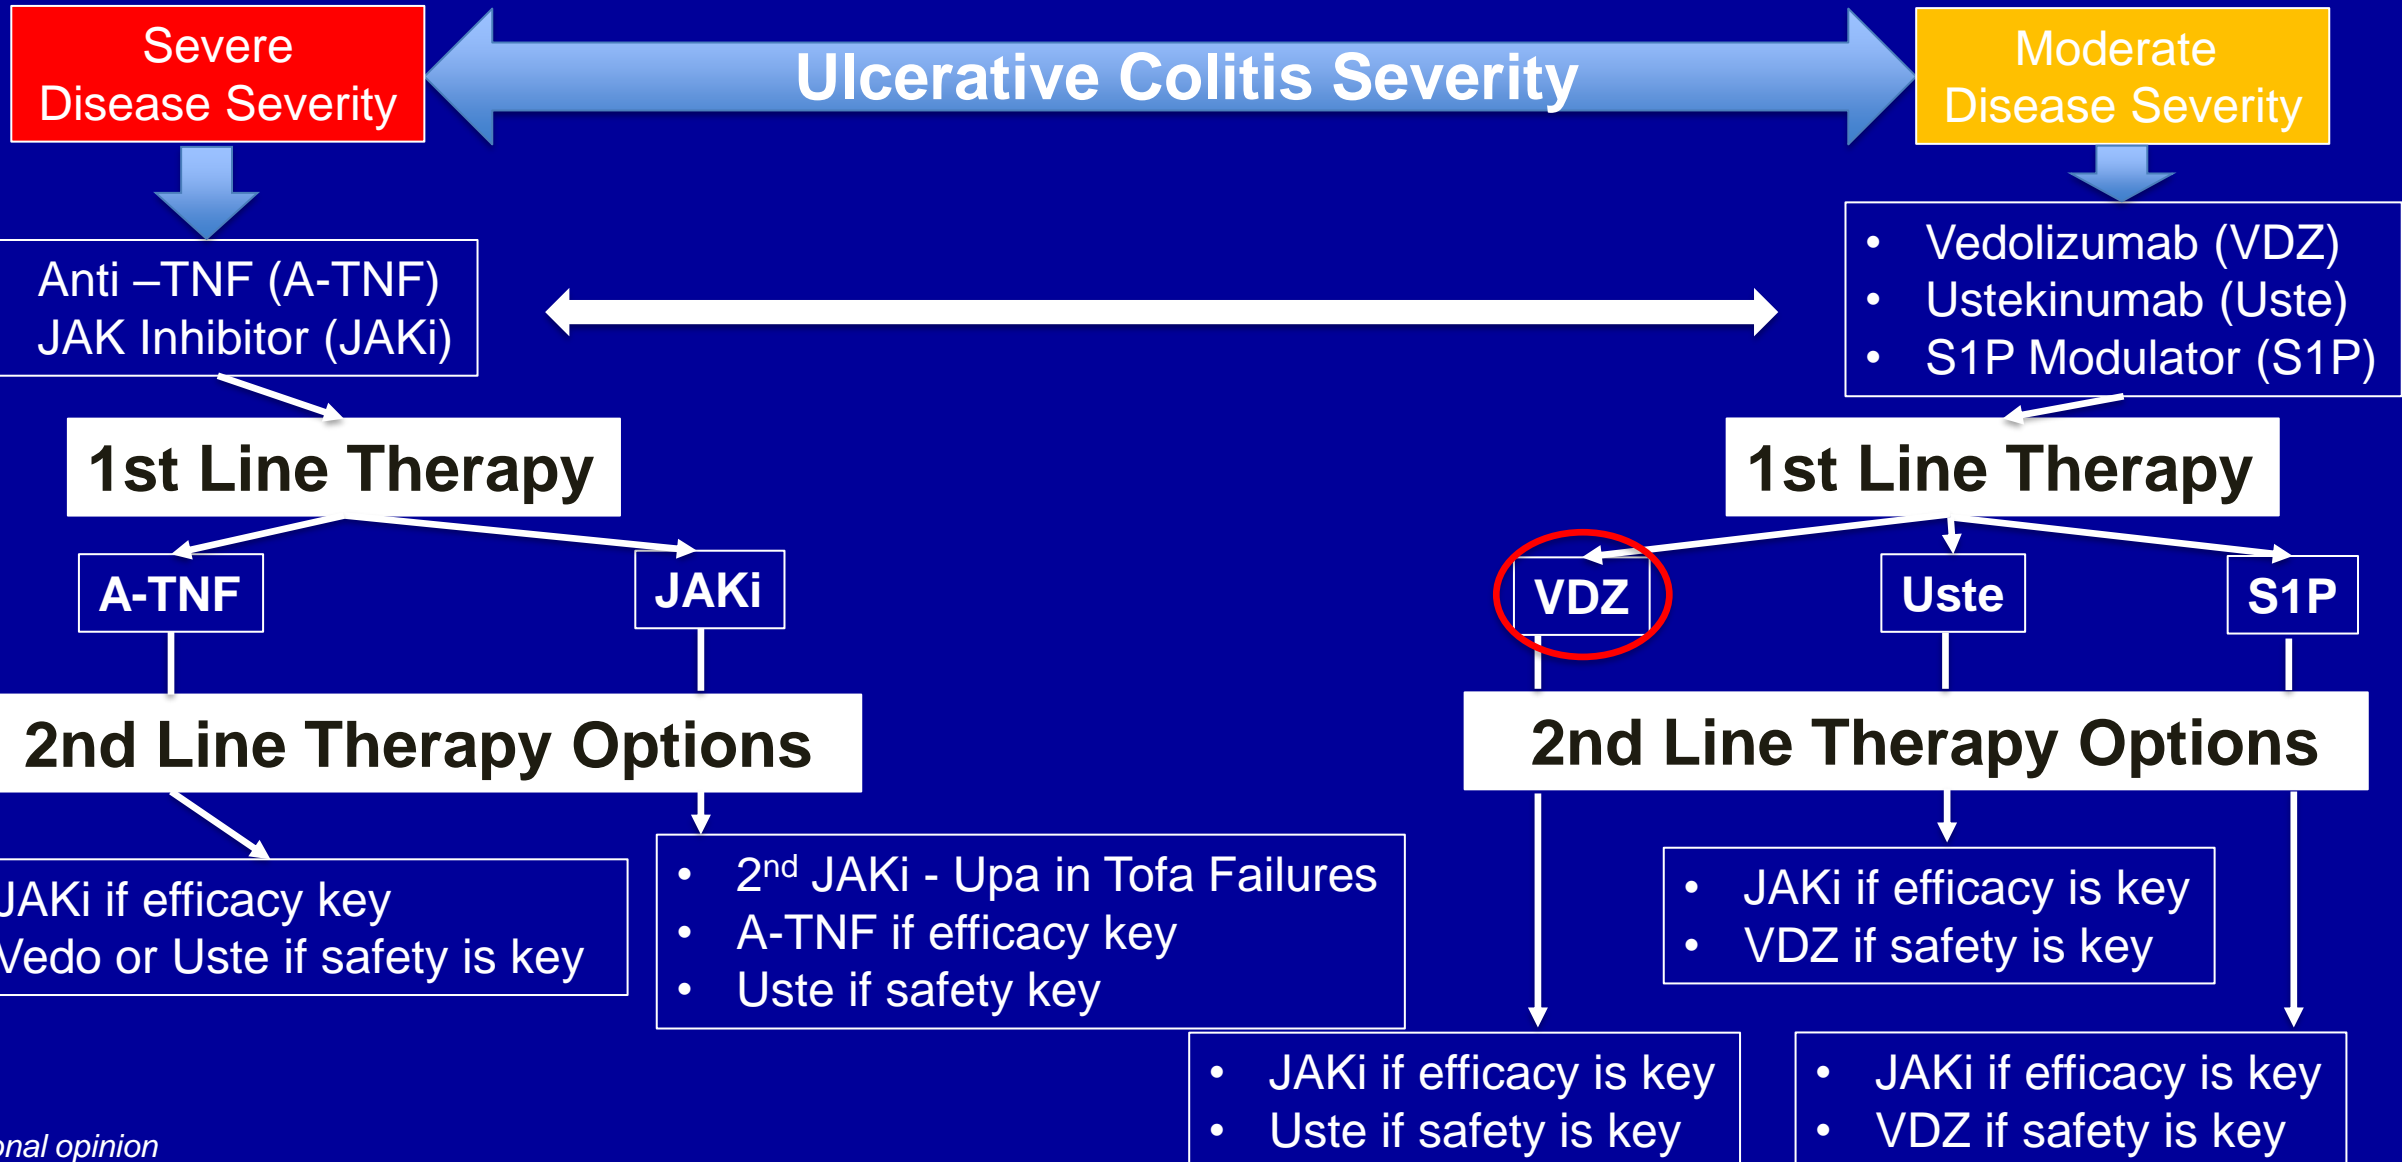 Severe
Disease Severity
Ulcerative Colitis Severity
Moderate
Disease Severity
Anti –TNF (A-TNF)
JAK Inhibitor (JAKi)
• Vedolizumab (VDZ)
• Ustekinumab (Uste)
• S1P Modulator (S1P)
1st Line Therapy
1st Line Therapy
A-TNF
JAKi
VDZ
Uste
S1P
2nd Line Therapy Options
2nd Line Therapy Options
JAKi if efficacy key
Vedo or Uste if safety is key
• 2nd JAKi - Upa in Tofa Failures
• A-TNF if efficacy key
• Uste if safety key
• JAKi if efficacy is key
• VDZ if safety is key
• JAKi if efficacy is key
• Uste if safety is key
• JAKi if efficacy is key
• VDZ if safety is key
opinion